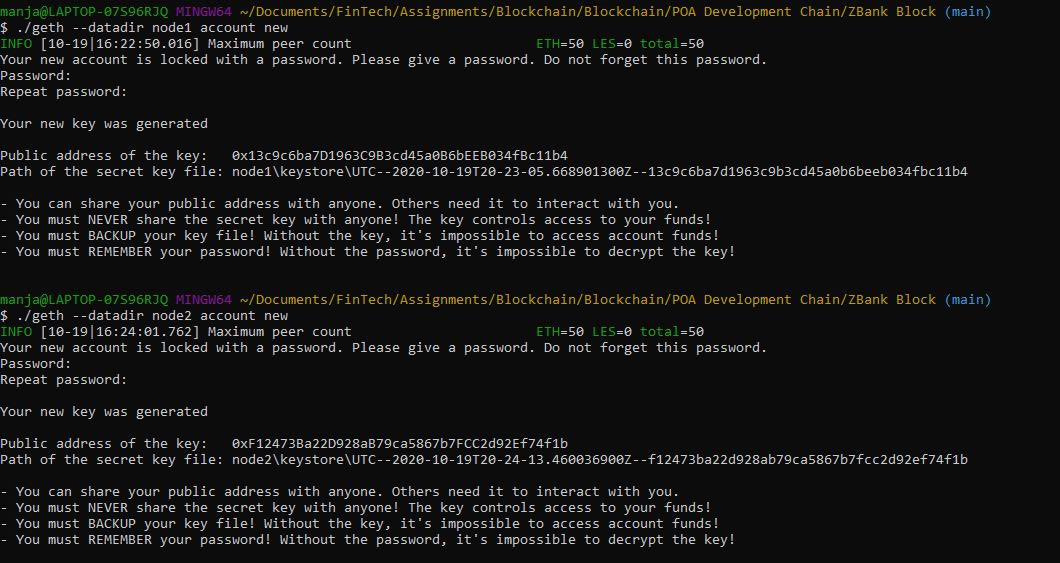 manja@LAPTOP-07S96RJQ MINGW64 ~/Documents/FinTech/Assignments/Blockchain/Blockchain/POA Development Chain/ZBank Block (main)
$ ./geth --datadir node1 account new
INFO [10-19|16:22:50.016] Maximum peer count                       ETH=50 LES=0 total=50
Your new account is locked with a password. Please give a password. Do not forget this password.
Password:
Repeat password:

Your new key was generated

Public address of the key:   0x13c9c6ba7D1963C9B3cd45a0B6bEEB034fBc11b4
Path of the secret key file: node1\keystore\UTC--2020-10-19T20-23-05.668901300Z--13c9c6ba7d1963c9b3cd45a0b6beeb034fbc11b4

- You can share your public address with anyone. Others need it to interact with you.
- You must NEVER share the secret key with anyone! The key controls access to your funds!
- You must BACKUP your key file! Without the key, it's impossible to access account funds!
- You must REMEMBER your password! Without the password, it's impossible to decrypt the key!

manja@LAPTOP-07S96RJQ MINGW64 ~/Documents/FinTech/Assignments/Blockchain/Blockchain/POA Development Chain/ZBank Block (main)
$ ./geth --datadir node2 account new
INFO [10-19|16:24:01.762] Maximum peer count                       ETH=50 LES=0 total=50
Your new account is locked with a password. Please give a password. Do not forget this password.
Password:
Repeat password:

Your new key was generated

Public address of the key:   0xF12473Ba22D928aB79ca5867b7FCC2d92Ef74f1b
Path of the secret key file: node2\keystore\UTC--2020-10-19T20-24-13.460036900Z--f12473ba22d928ab79ca5867b7fcc2d92ef74f1b

- You can share your public address with anyone. Others need it to interact with you.
- You must NEVER share the secret key with anyone! The key controls access to your funds!
- You must BACKUP your key file! Without the key, it's impossible to access account funds!
- You must REMEMBER your password! Without the password, it's impossible to decrypt the key!